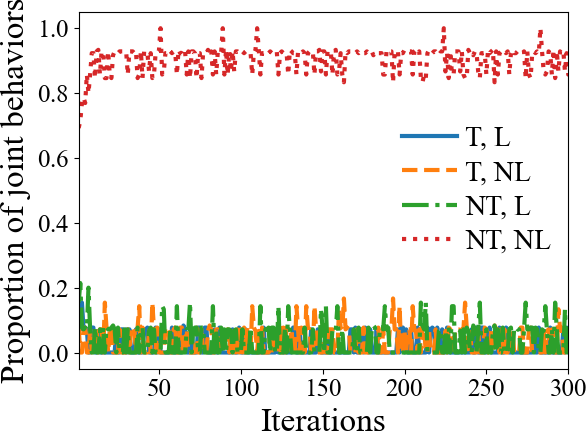 Proportion of joint behaviors
1.0
0.8
0.6
0.4
0.2
0.0
T, L
T, NL
NT, L
NT, NL
50
100
150
200
250
300
Iterations